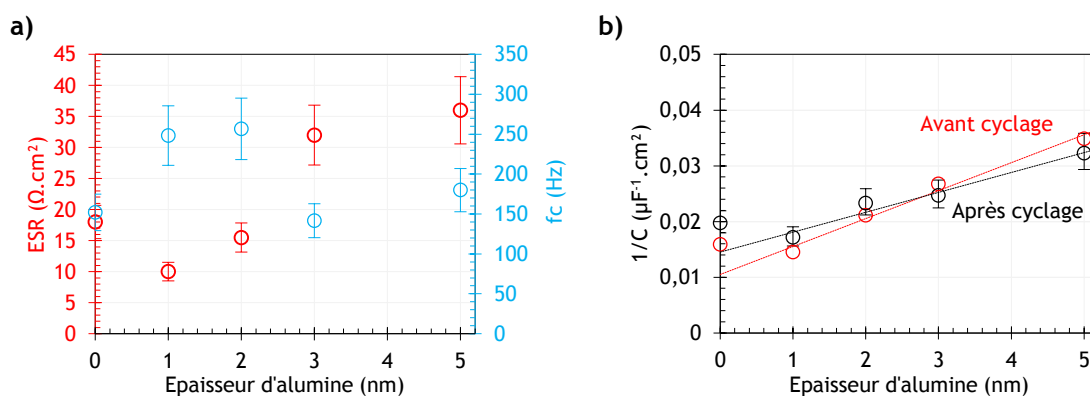 a)
45
40
35
30
25
20
15
10
5
0
ESR (Ω.cm²)
350
300
250
200
150
100
50
0
fc (Hz)
0 1 2 3 4 5
Epaisseur d'alumine (nm)
b)
0,05
0,04
0,03
0,02
0,01
0
1/C (µF⁻¹.cm²)
Avant cyclage
Après cyclage
0 1 2 3 4 5
Epaisseur d'alumine (nm)